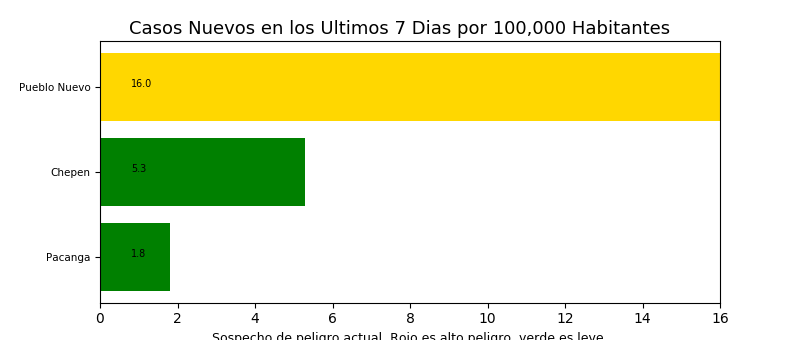 Casos Nuevos en los Ultimos 7 Dias por 100,000 Habitantes
Pueblo Nuevo
16.0
Chepen
5.3
Pacanga
1.8
0 2 4 6 8 10 12 14 16
Sospecho de peligro actual. Rojo es alto peligro, verde es leve